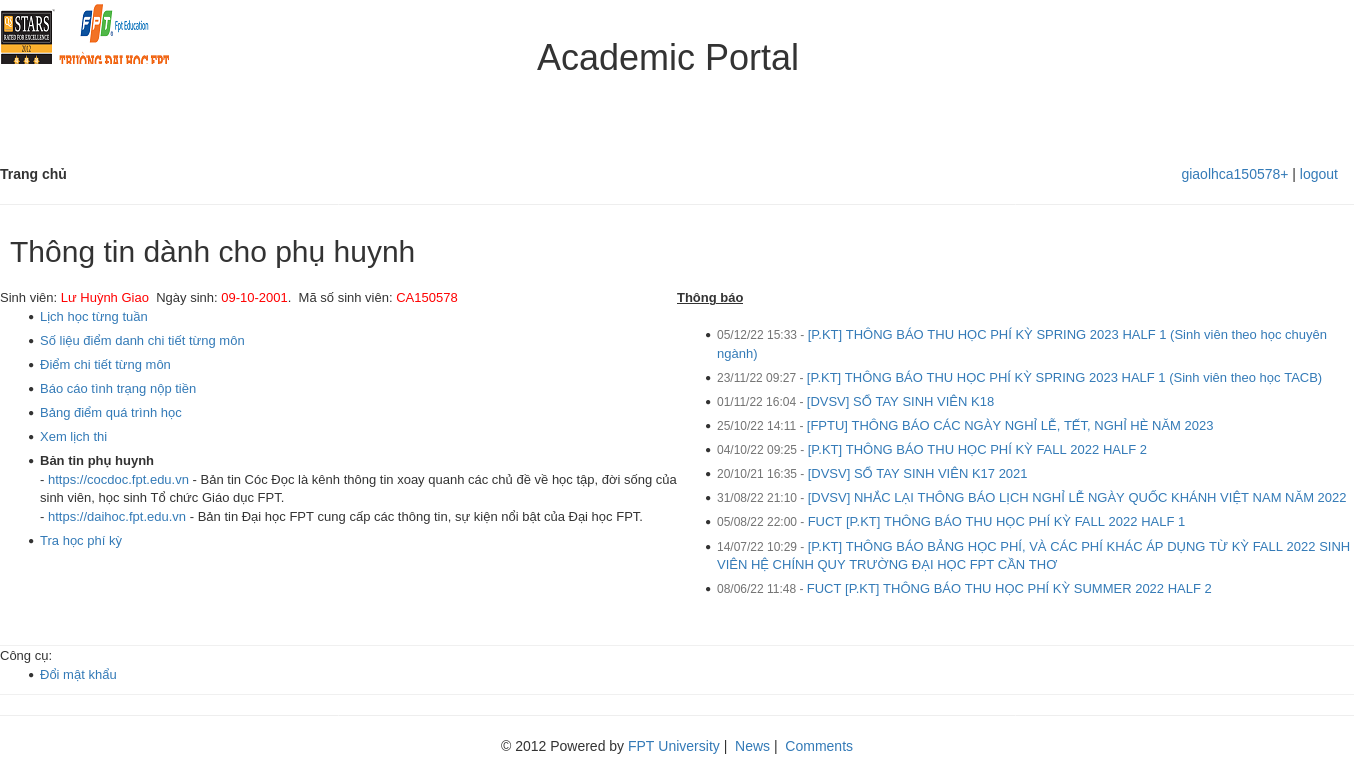 STARS
RATED FOR EXCELLENCE
2012
FPT Fpt Education
TRƯỜNG ĐẠI HỌC FPT
Academic Portal
Trang chủ
giaolhca150578+ | logout
Thông tin dành cho phụ huynh
Sinh viên: Lư Huỳnh Giao Ngày sinh: 09-10-2001. Mã số sinh viên: CA150578
Lịch học từng tuần
Số liệu điểm danh chi tiết từng môn
Điểm chi tiết từng môn
Báo cáo tình trạng nộp tiền
Bảng điểm quá trình học
Xem lịch thi
Bản tin phụ huynh
- https://cocdoc.fpt.edu.vn - Bản tin Cóc Đọc là kênh thông tin xoay quanh các chủ đề về học tập, đời sống của
sinh viên, học sinh Tổ chức Giáo dục FPT.
- https://daihoc.fpt.edu.vn - Bản tin Đại học FPT cung cấp các thông tin, sự kiện nổi bật của Đại học FPT.
Tra học phí kỳ
Thông báo
05/12/22 15:33 - [P.KT] THÔNG BÁO THU HỌC PHÍ KỲ SPRING 2023 HALF 1 (Sinh viên theo học chuyên
ngành)
23/11/22 09:27 - [P.KT] THÔNG BÁO THU HỌC PHÍ KỲ SPRING 2023 HALF 1 (Sinh viên theo học TACB)
01/11/22 16:04 - [DVSV] SỔ TAY SINH VIÊN K18
25/10/22 14:11 - [FPTU] THÔNG BÁO CÁC NGÀY NGHỈ LỄ, TẾT, NGHỈ HÈ NĂM 2023
04/10/22 09:25 - [P.KT] THÔNG BÁO THU HỌC PHÍ KỲ FALL 2022 HALF 2
20/10/21 16:35 - [DVSV] SỔ TAY SINH VIÊN K17 2021
31/08/22 21:10 - [DVSV] NHẮC LẠI THÔNG BÁO LỊCH NGHỈ LỄ NGÀY QUỐC KHÁNH VIỆT NAM NĂM 2022
05/08/22 22:00 - FUCT [P.KT] THÔNG BÁO THU HỌC PHÍ KỲ FALL 2022 HALF 1
14/07/22 10:29 - [P.KT] THÔNG BÁO BẢNG HỌC PHÍ, VÀ CÁC PHÍ KHÁC ÁP DỤNG TỪ KỲ FALL 2022 SINH
VIÊN HỆ CHÍNH QUY TRƯỜNG ĐẠI HỌC FPT CẦN THƠ
08/06/22 11:48 - FUCT [P.KT] THÔNG BÁO THU HỌC PHÍ KỲ SUMMER 2022 HALF 2
Công cụ:
Đổi mật khẩu
© 2012 Powered by FPT University | News | Comments